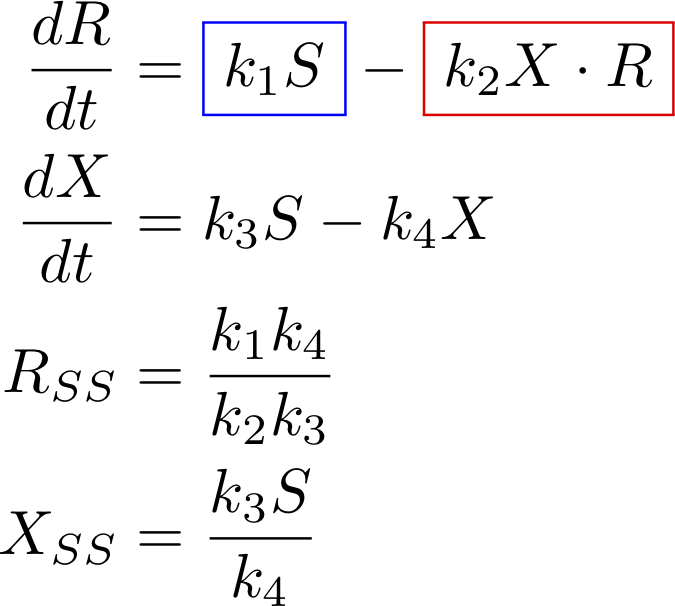 dR/dt = k₁S − k₂X · R
dX/dt = k₃S − k₄X
R_SS = k₁k₄/k₂k₃
X_SS = k₃S/k₄